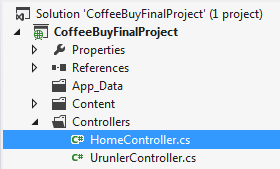 Solution 'CoffeeBuyFinalProject' (1 project)
CoffeeBuyFinalProject
Properties
References
App_Data
Content
Controllers
C# HomeController.cs
C# UrunlerController.cs